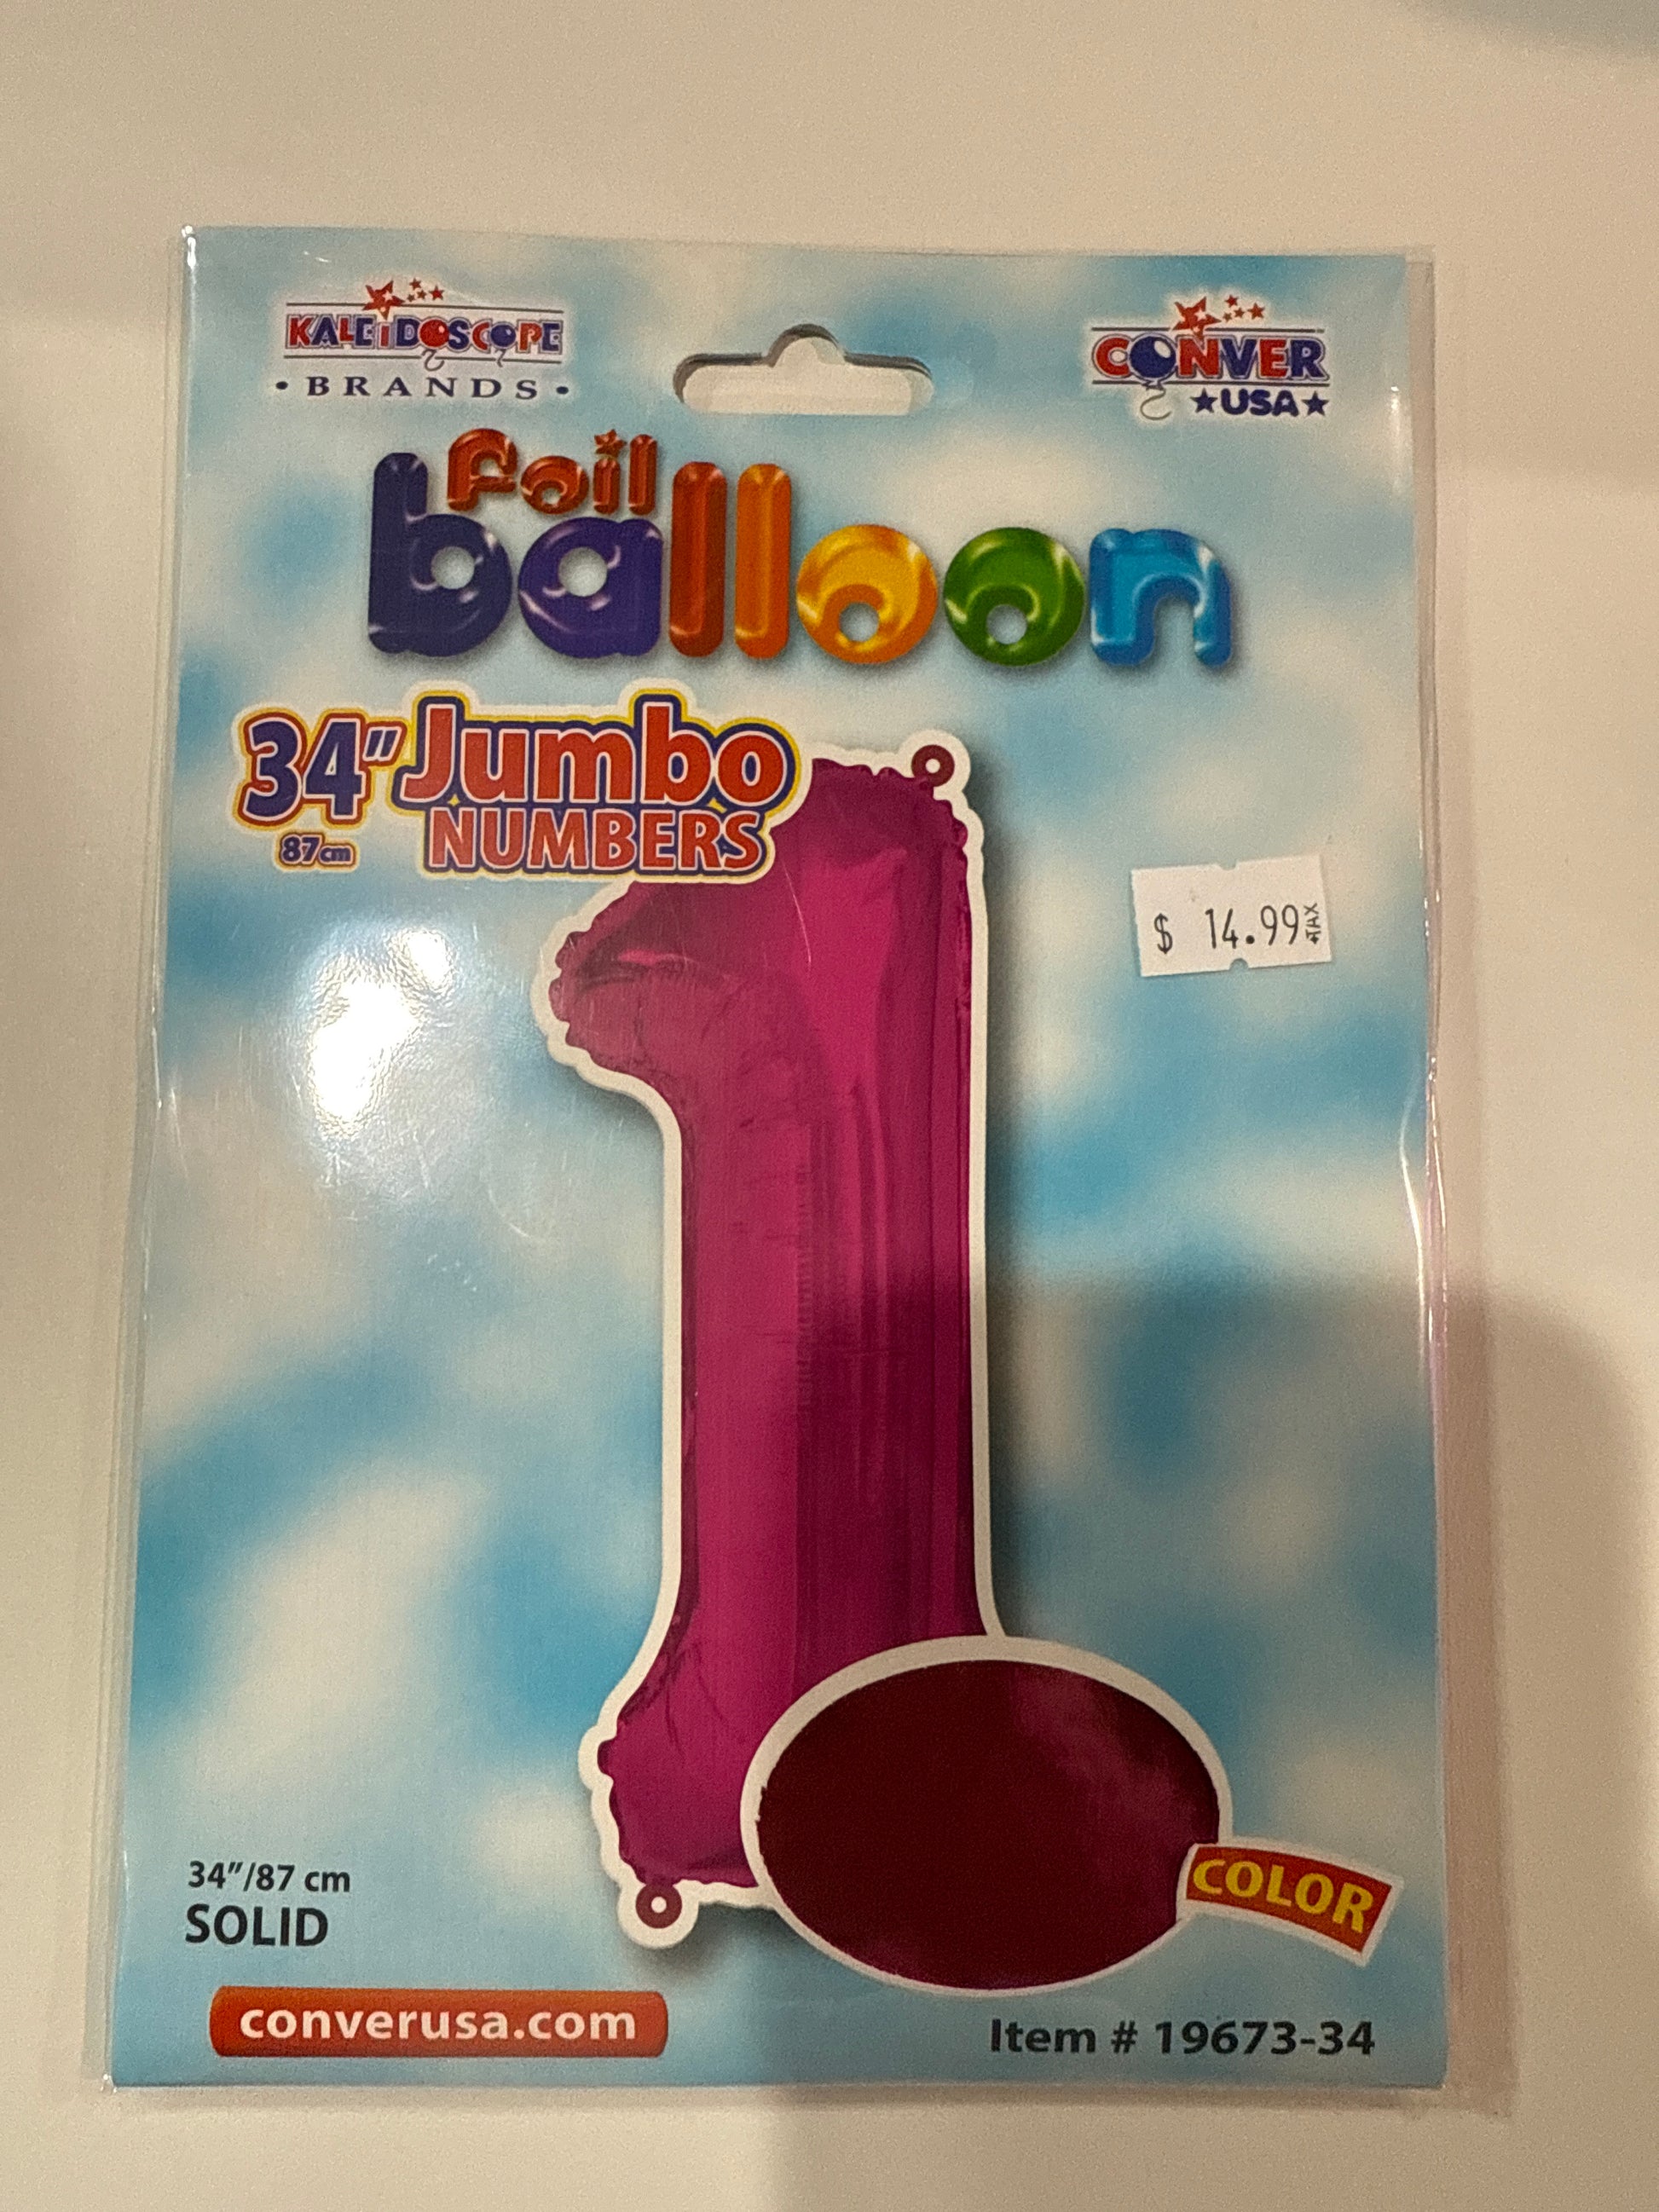 KALEIDOSCOPE
• BRANDS •
CONVER
★USA★
foil
balloon
34" Jumbo
87cm NUMBERS
$ 14.99+TAX
34"/87 cm
SOLID
COLOR
converusa.com
Item # 19673-34